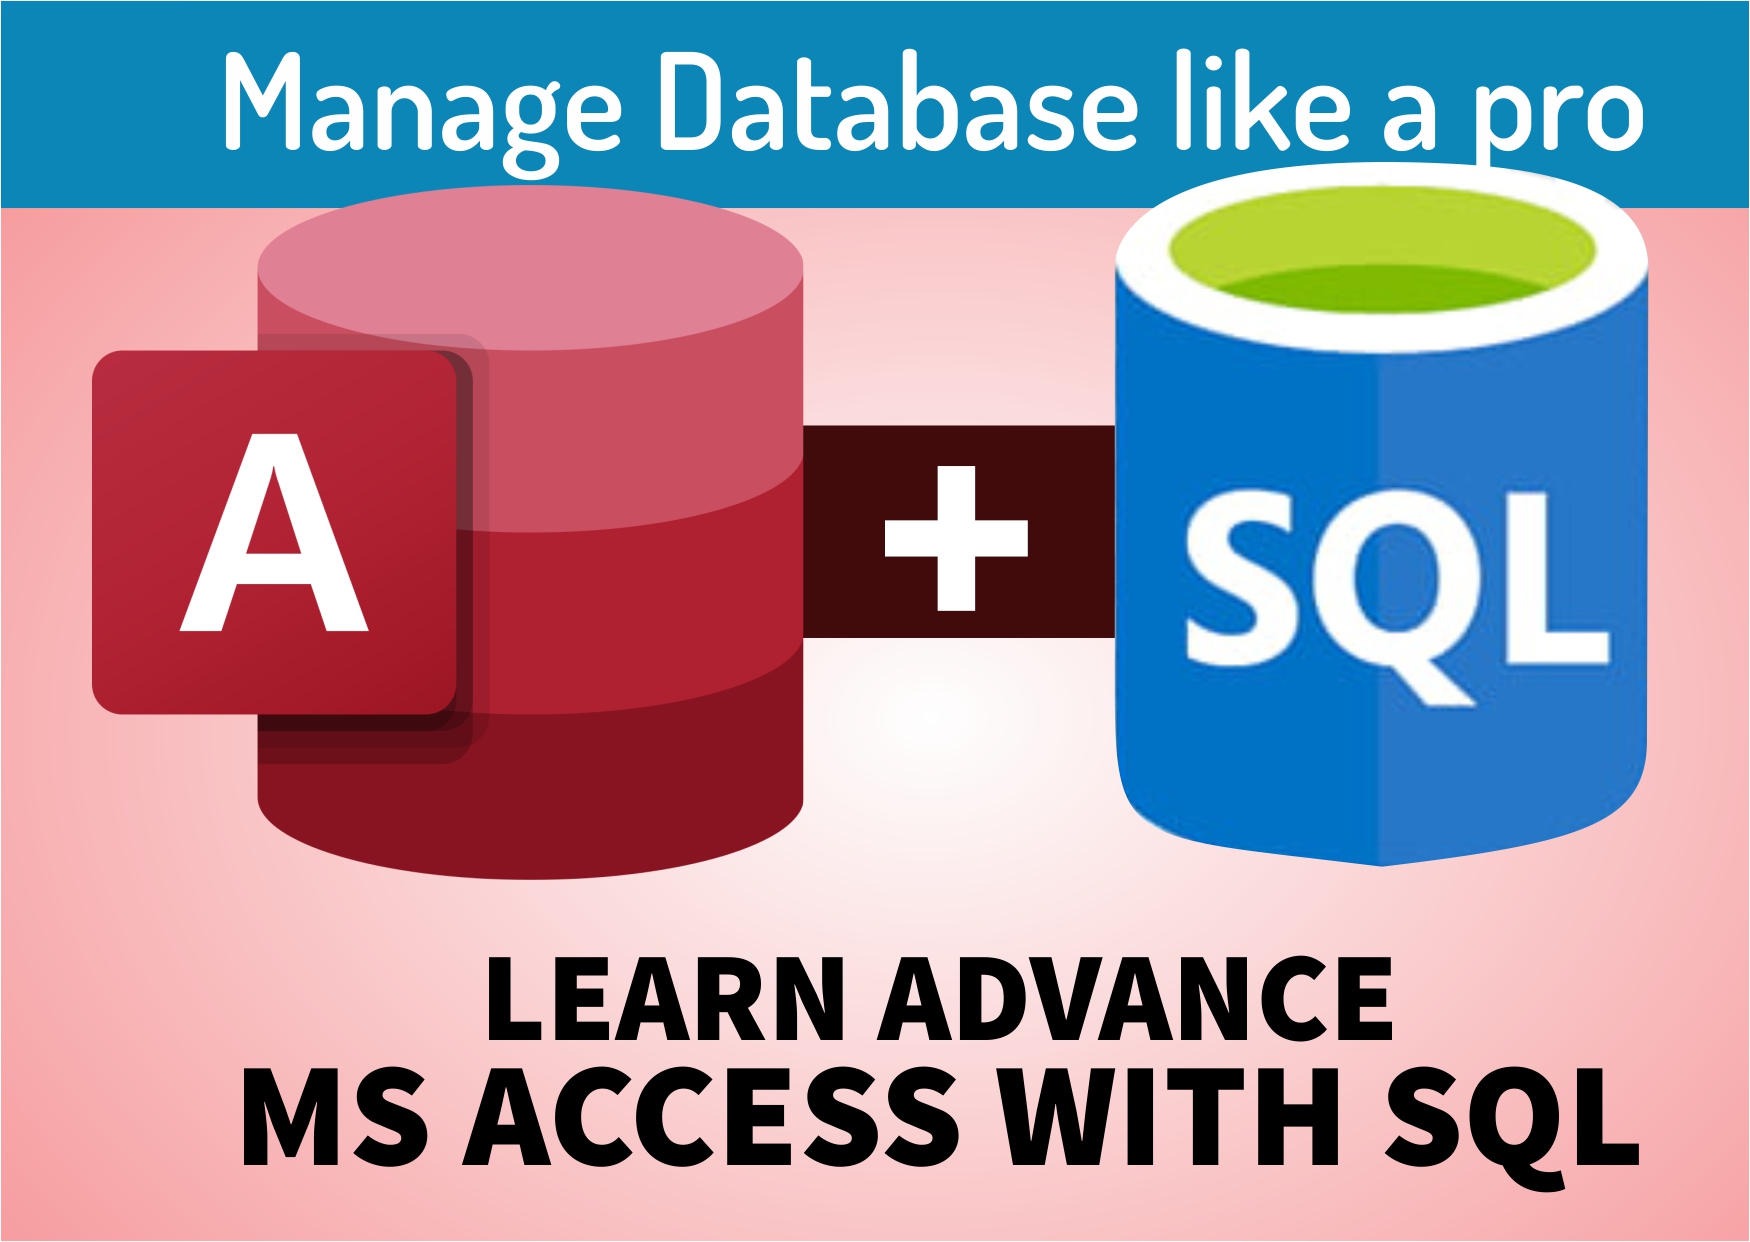 Manage Database like a pro
A
+
SQL
LEARN ADVANCE
MS ACCESS WITH SQL